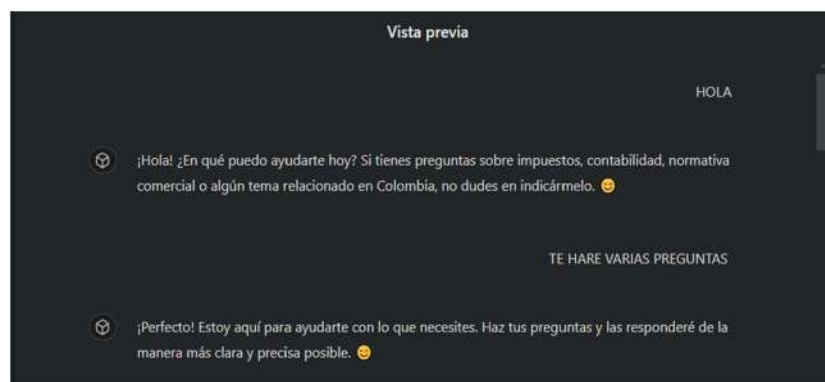 Vista previa
HOLA
¡Hola! ¿En qué puedo ayudarte hoy? Si tienes preguntas sobre impuestos, contabilidad, normativa
comercial o algún tema relacionado en Colombia, no dudes en indicármelo. 😊
TE HARE VARIAS PREGUNTAS
¡Perfecto! Estoy aquí para ayudarte con lo que necesites. Haz tus preguntas y las responderé de la
manera más clara y precisa posible. 😊